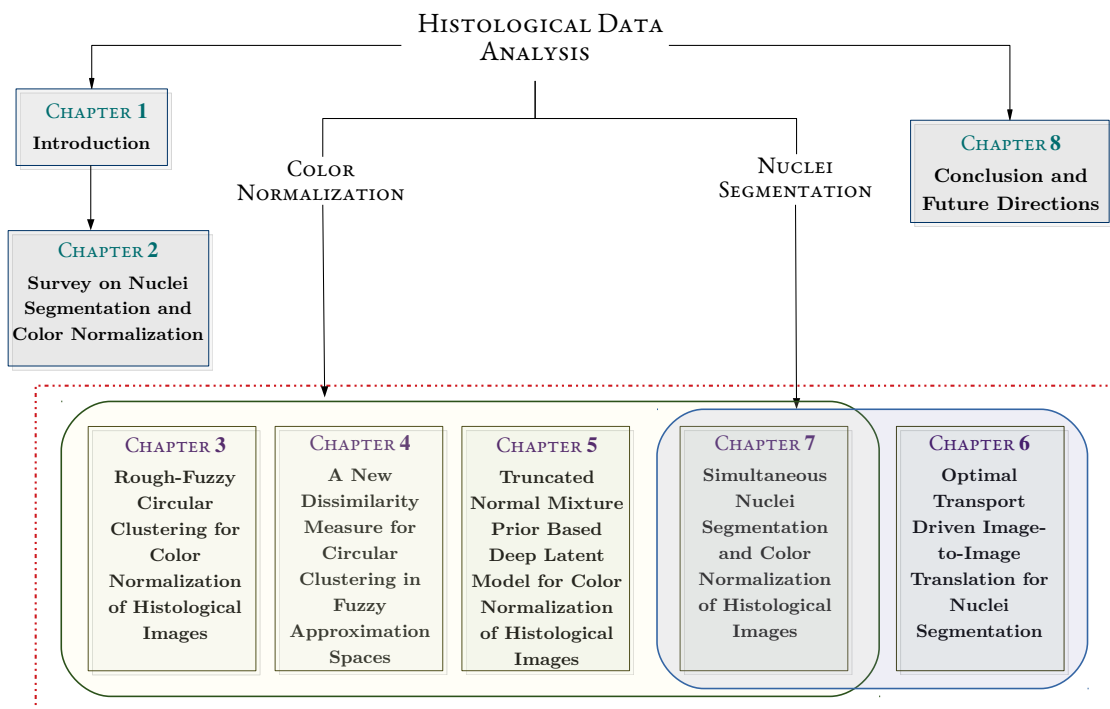 Histological Data
Analysis
Chapter 1
Introduction
Chapter 2
Survey on Nuclei
Segmentation and
Color Normalization
Color
Normalization
Nuclei
Segmentation
Chapter 8
Conclusion and
Future Directions
Chapter 3
Rough-Fuzzy
Circular
Clustering for
Color
Normalization
of Histological
Images
Chapter 4
A New
Dissimilarity
Measure for
Circular
Clustering in
Fuzzy
Approximation
Spaces
Chapter 5
Truncated
Normal Mixture
Prior Based
Deep Latent
Model for Color
Normalization
of Histological
Images
Chapter 7
Simultaneous
Nuclei
Segmentation
and Color
Normalization
of Histological
Images
Chapter 6
Optimal
Transport
Driven Image-
to-Image
Translation for
Nuclei
Segmentation